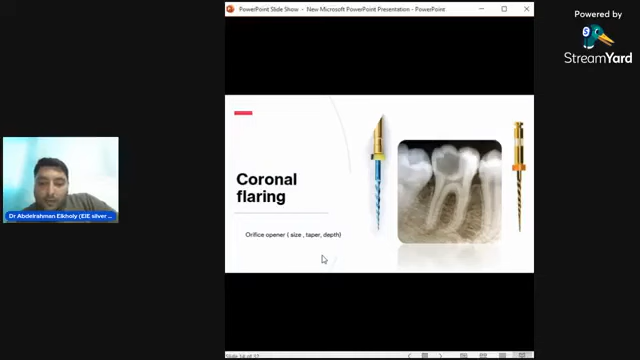 PowerPoint Slide Show - New Microsoft PowerPoint Presentation - PowerPoint
Powered by
StreamYard
Coronal
flaring
Orifice opener ( size , taper, depth)
Dr Abdelrahman Elkholy (EIE silver ...